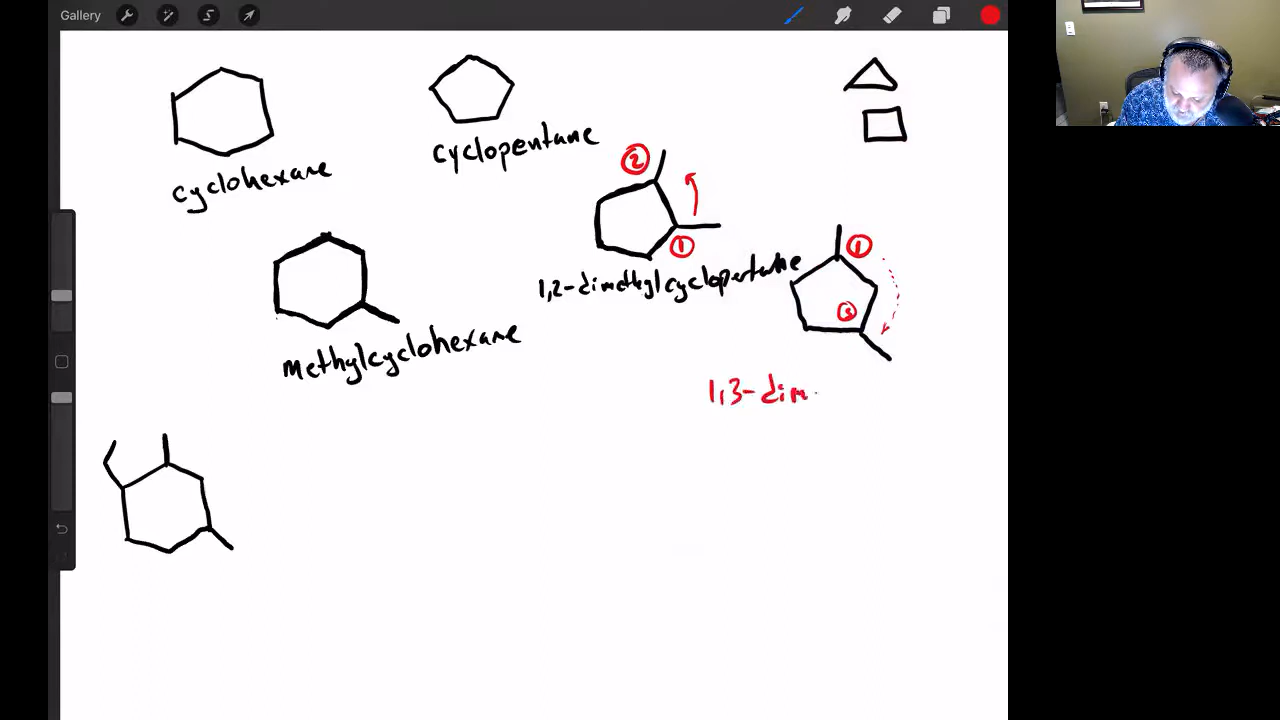 Gallery
cyclohexane
cyclopentane
2
1
1,2-dimethylcyclopentane
1
3
methylcyclohexane
1,3-dim